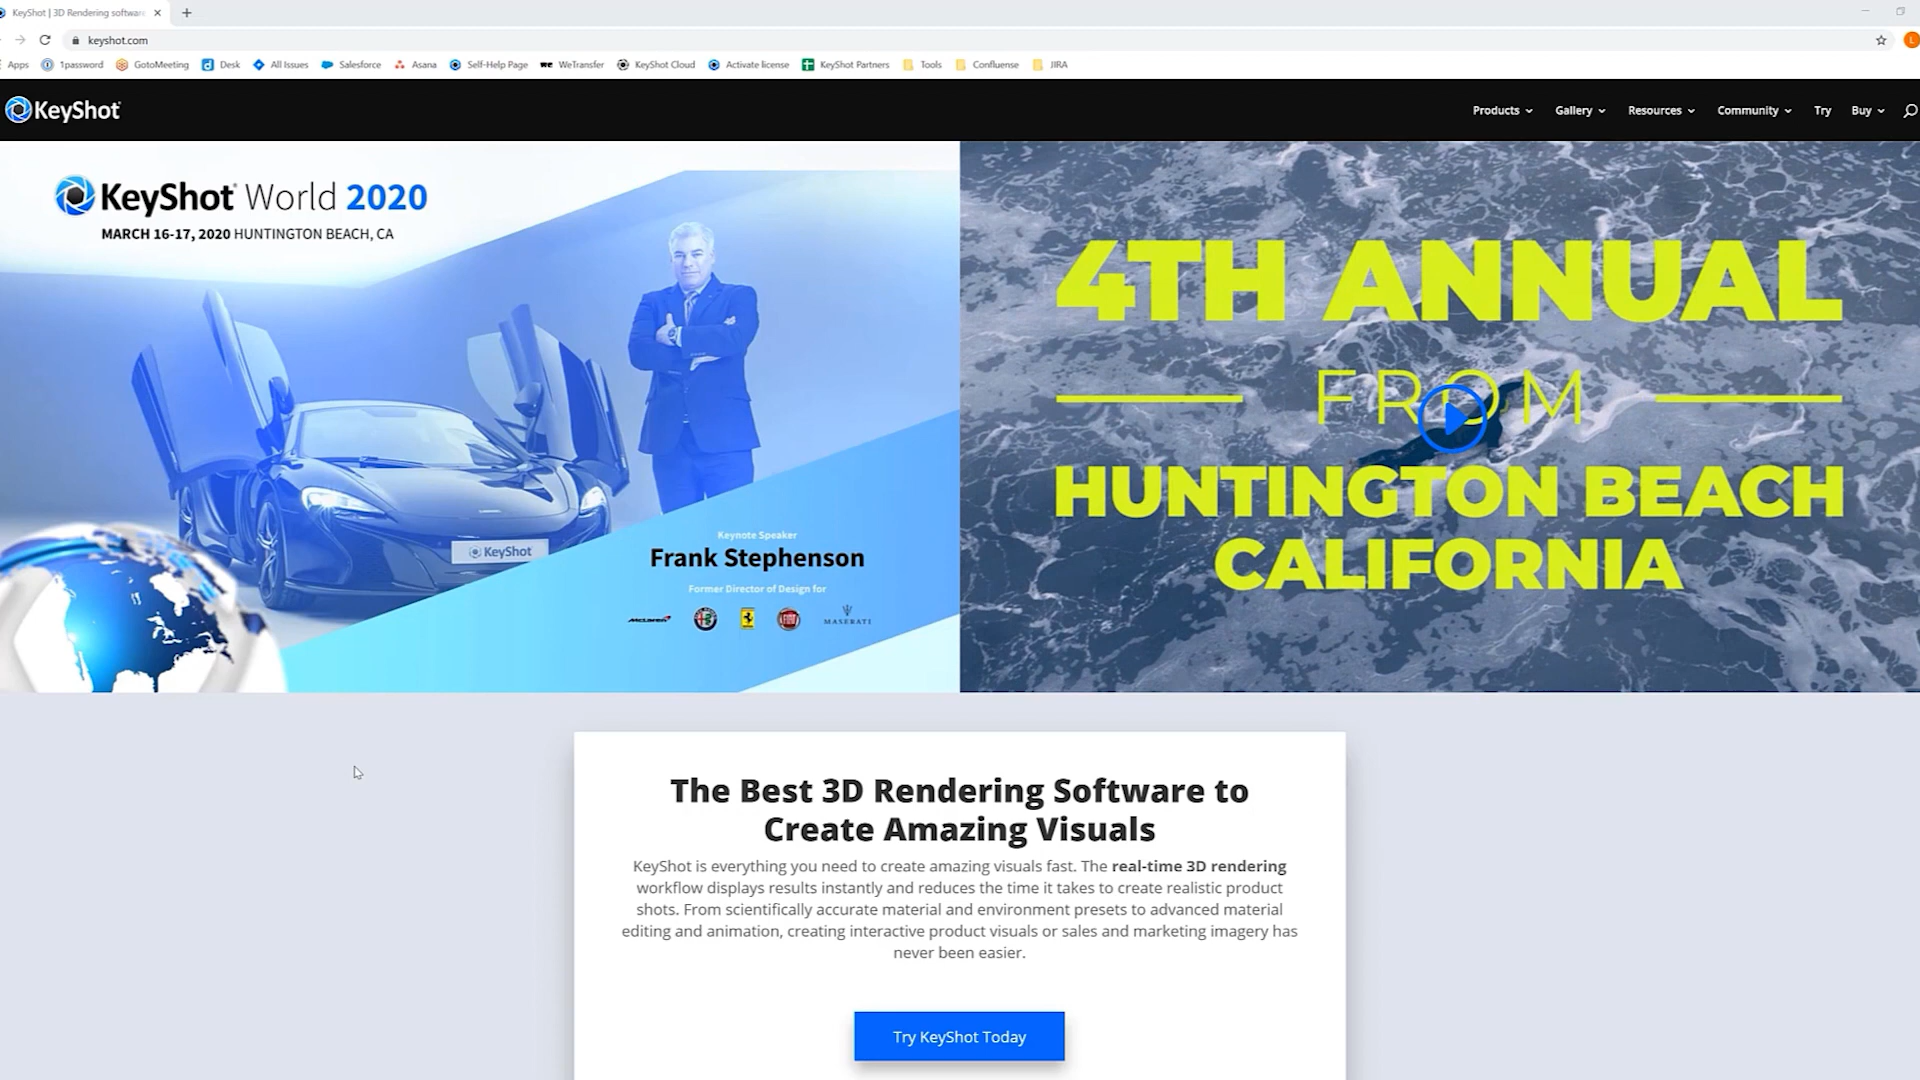 KeyShot | 3D Rendering software
keyshot.com
Apps 1password GotoMeeting Desk All Issues Salesforce Asana Self-Help Page we WeTransfer KeyShot Cloud Activate license KeyShot Partners Tools Confluense JIRA
KeyShot Products Gallery Resources Community Try Buy
KeyShot World 2020
MARCH 16-17, 2020 HUNTINGTON BEACH, CA
KeyShot
Keynote Speaker
Frank Stephenson
Former Director of Design for
McLaren FIAT MASERATI
4TH ANNUAL
FROM
HUNTINGTON BEACH
CALIFORNIA
The Best 3D Rendering Software to
Create Amazing Visuals
KeyShot is everything you need to create amazing visuals fast. The real-time 3D rendering
workflow displays results instantly and reduces the time it takes to create realistic product
shots. From scientifically accurate material and environment presets to advanced material
editing and animation, creating interactive product visuals or sales and marketing imagery has
never been easier.
Try KeyShot Today
L